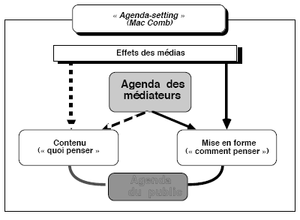 « Agenda-setting »
(Mac Comb)
Effets des médias
Agenda des
médiateurs
Contenu
(« quoi penser »
Mise en forme
(« comment penser »)
Agenda
du public